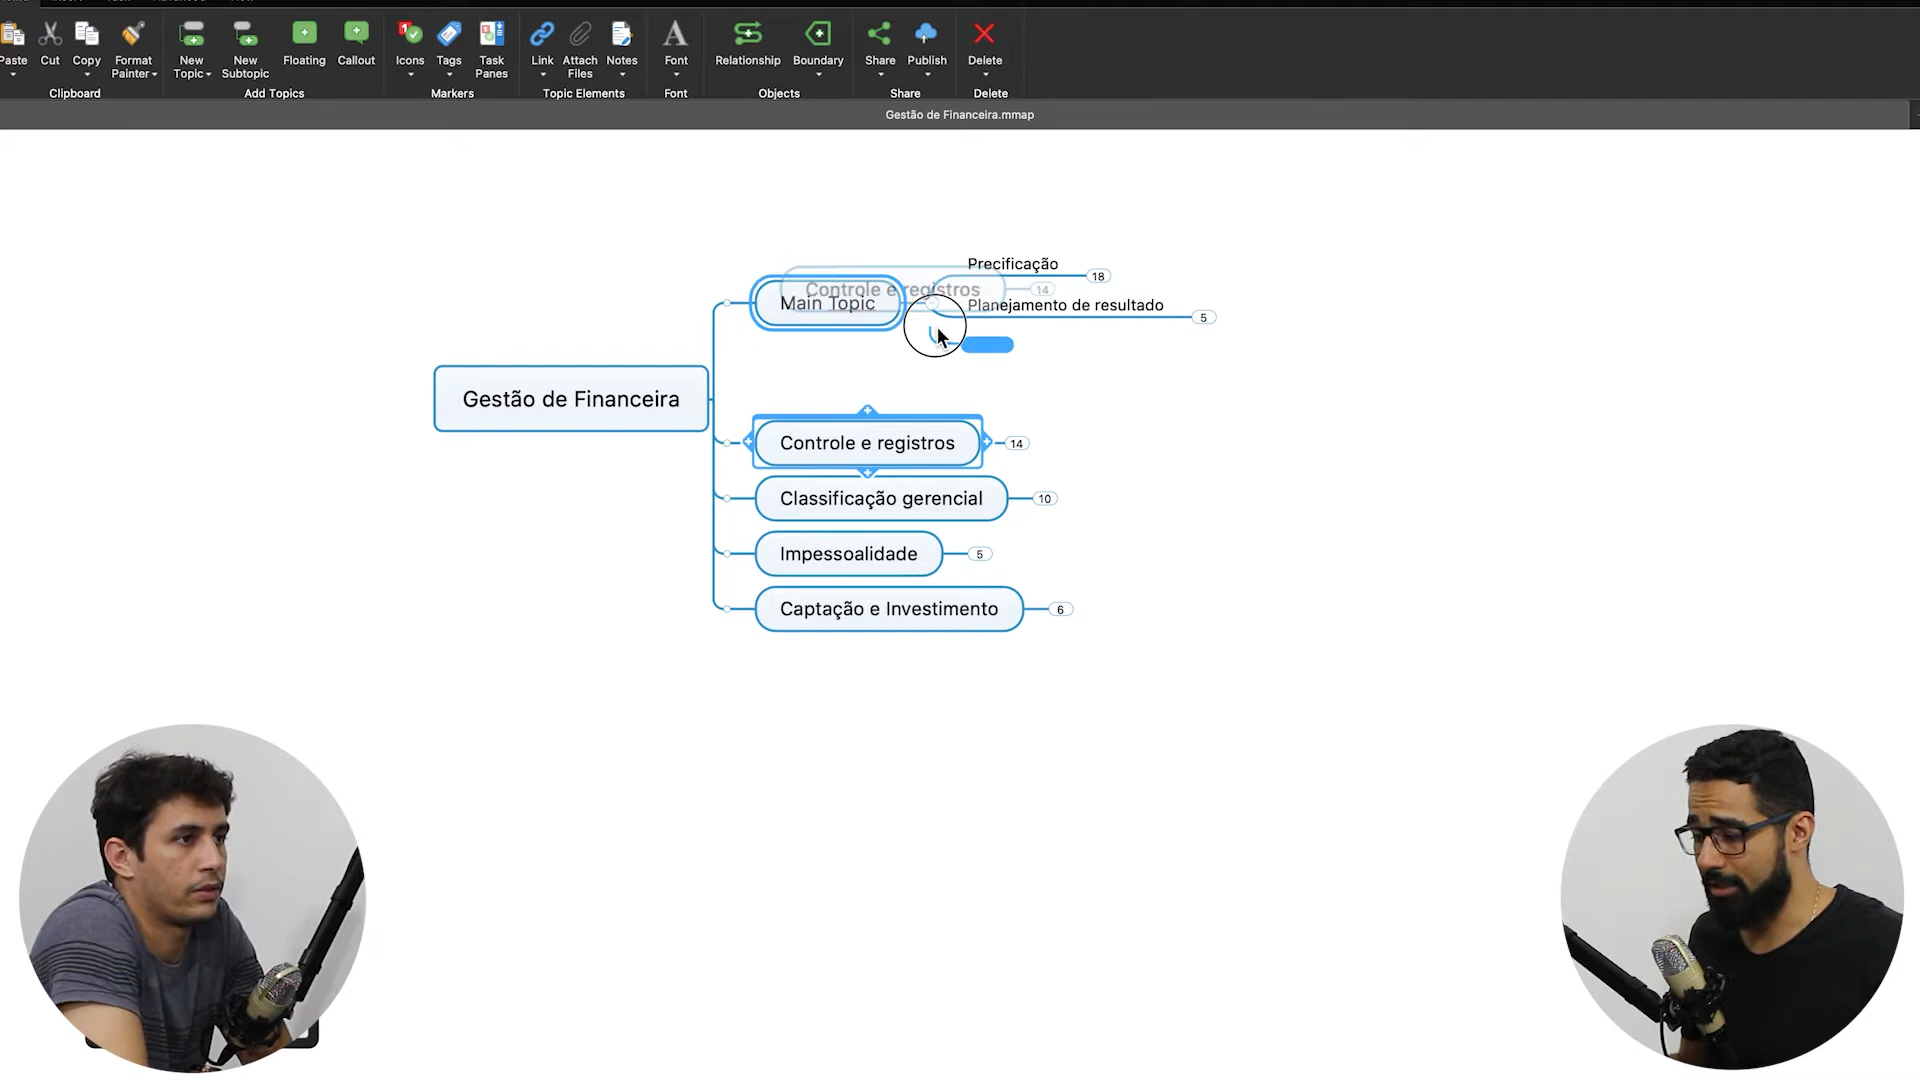 Paste
Cut
Copy
Format
Painter
New
Topic
New
Subtopic
Floating
Callout
Icons
Tags
Task
Panes
Link
Attach
Files
Notes
Font
Relationship
Boundary
Share
Publish
Delete
Clipboard
Add Topics
Markers
Topic Elements
Font
Objects
Share
Delete
Gestão de Financeira.mmap
Precificação
18
Controle e registros
14
Main Topic
Planejamento de resultado
5
Gestão de Financeira
Controle e registros
14
Classificação gerencial
10
Impessoalidade
5
Captação e Investimento
6